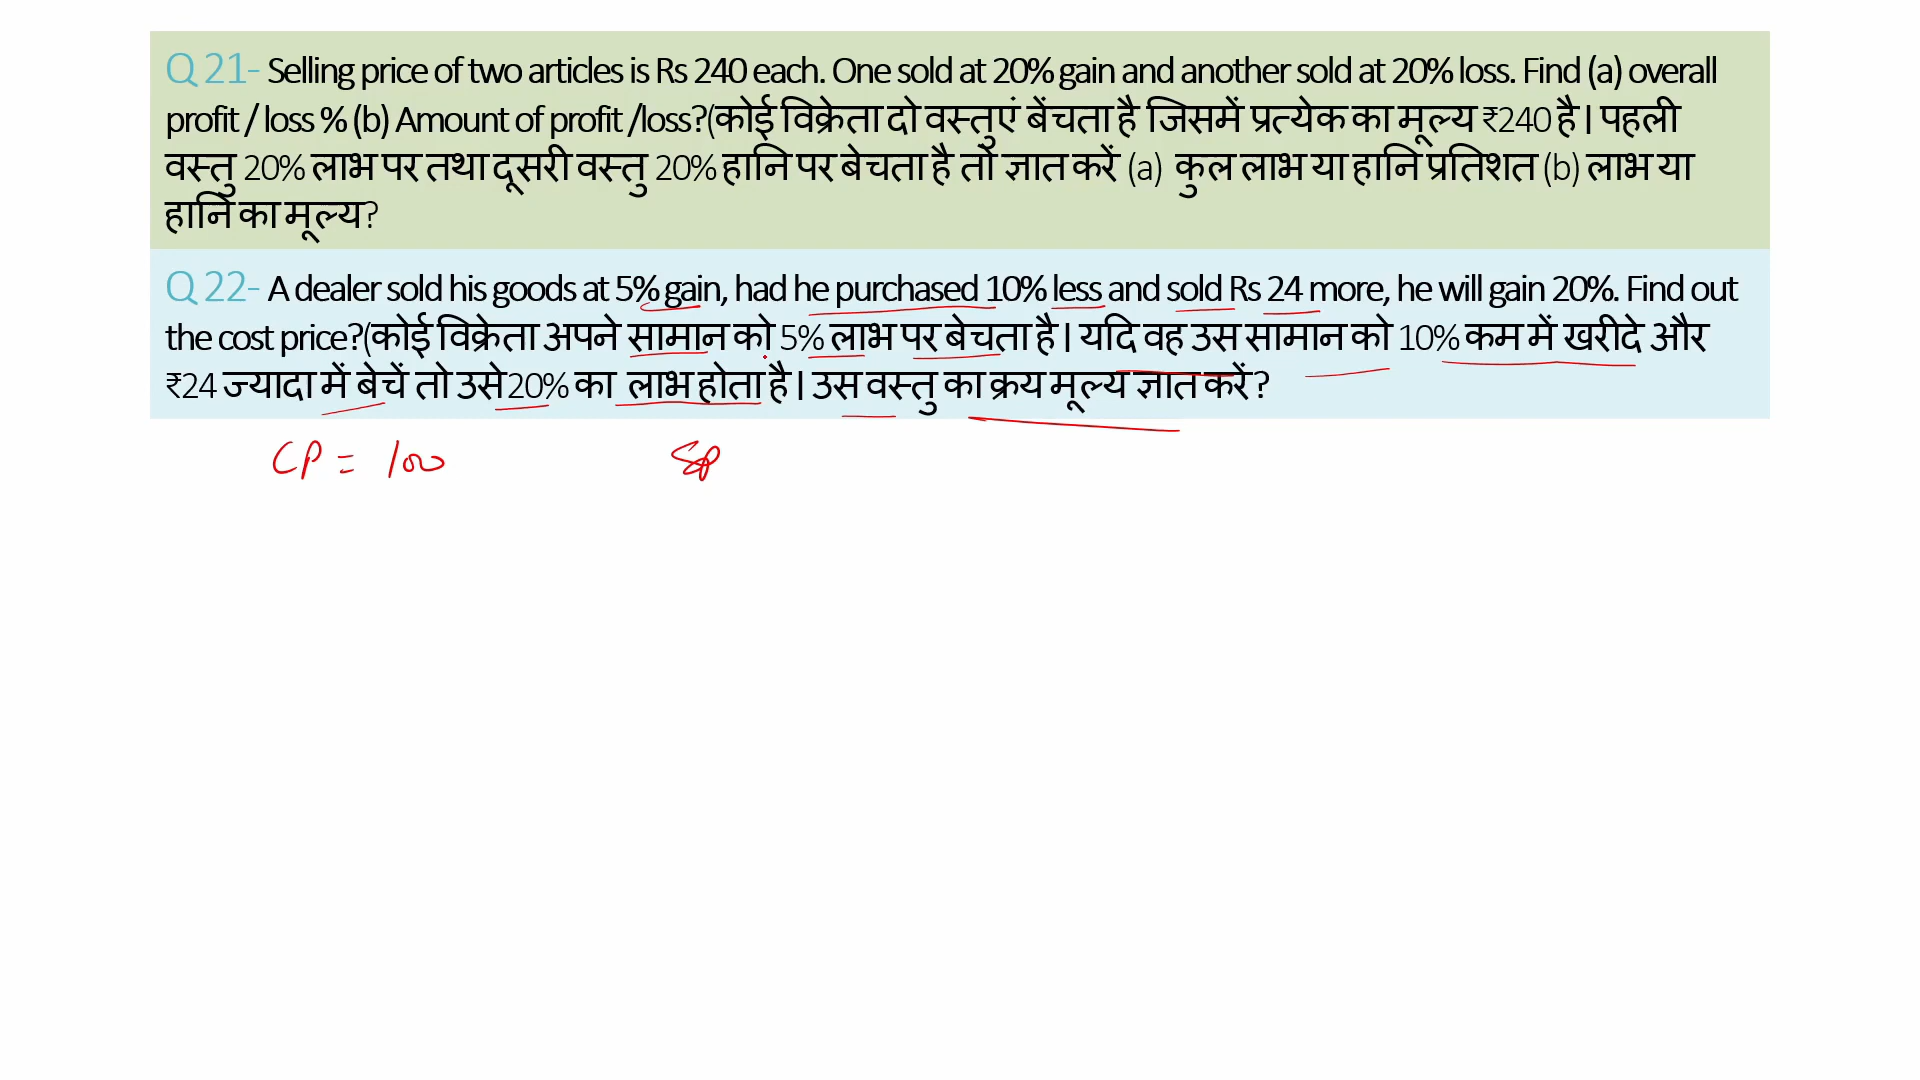 Q 21- Selling price of two articles is Rs 240 each. One sold at 20% gain and another sold at 20% loss. Find (a) overall
profit / loss % (b) Amount of profit /loss?(कोई विक्रेता दो वस्तुएं बेंचता है जिसमें प्रत्येक का मूल्य ₹240 है। पहली
वस्तु 20% लाभ पर तथा दूसरी वस्तु 20% हानि पर बेचता है तो ज्ञात करें (a) कुल लाभ या हानि प्रतिशत (b) लाभ या
हानि का मूल्य?
Q 22- A dealer sold his goods at 5% gain, had he purchased 10% less and sold Rs 24 more, he will gain 20%. Find out
the cost price?(कोई विक्रेता अपने सामान को 5% लाभ पर बेचता है। यदि वह उस सामान को 10% कम में खरीदे और
₹24 ज्यादा में बेचें तो उसे 20% का लाभ होता है। उस वस्तु का क्रय मूल्य ज्ञात करें?
CP = 100 SP